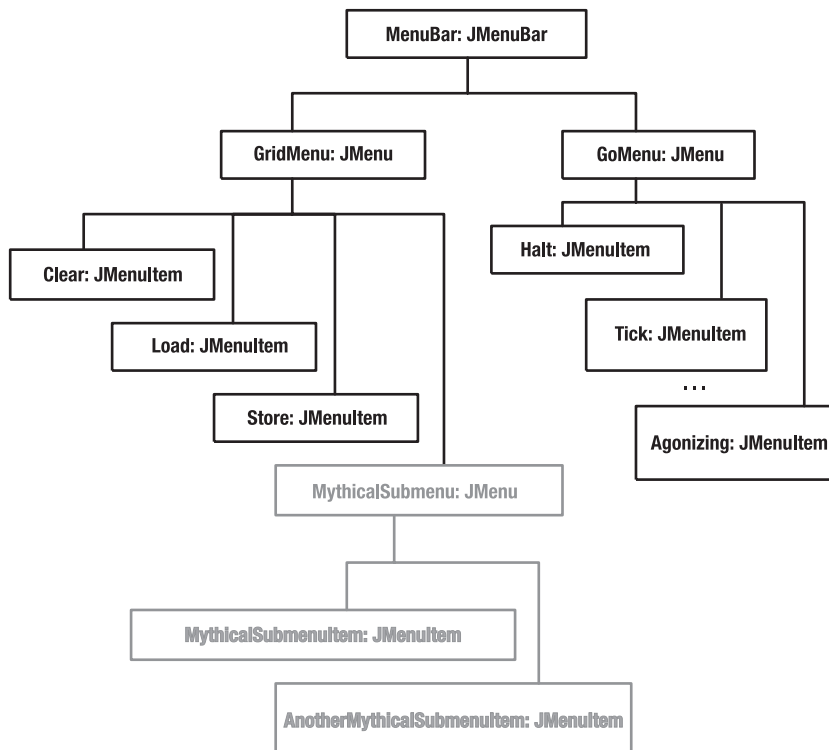 MenuBar: JMenuBar
GridMenu: JMenu
GoMenu: JMenu
Clear: JMenuItem
Halt: JMenuItem
Load: JMenuItem
Tick: JMenuItem
...
Store: JMenuItem
Agonizing: JMenuItem
MythicalSubmenu: JMenu
MythicalSubmenuItem: JMenuItem
AnotherMythicalSubmenuItem: JMenuItem